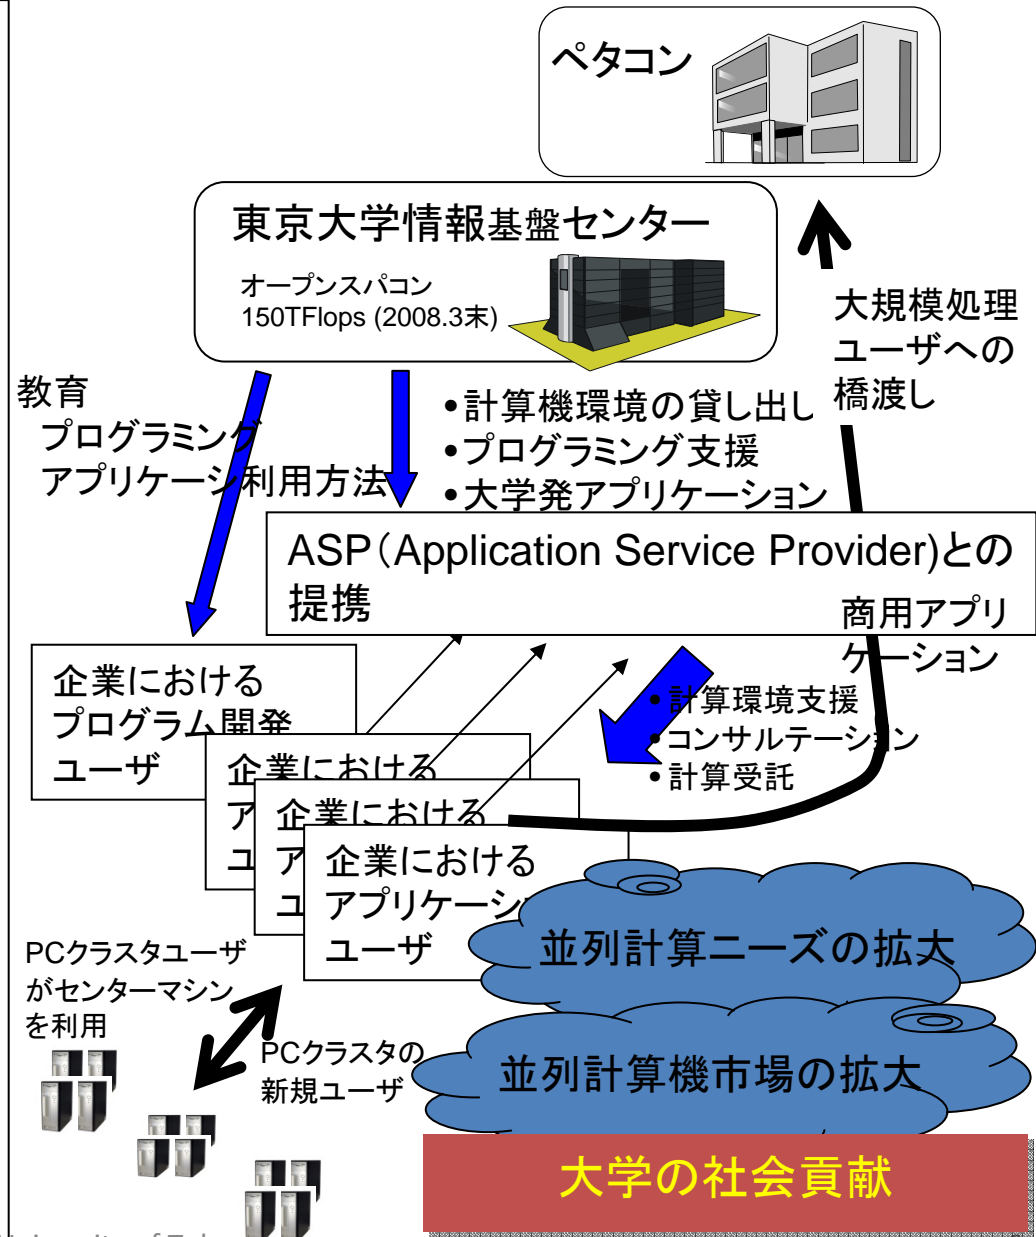 ペタコン
東京大学情報基盤センター
オープンスパコン
150TFlops (2008.3末)
大規模処理
ユーザへの
橋渡し
教育
プログラミング
アプリケーシ利用方法
•計算機環境の貸し出し
•プログラミング支援
•大学発アプリケーション
ASP(Application Service Provider)との
提携
商用アプリ
ケーション
企業における
プログラム開発
ユーザ
•計算環境支援
•コンサルテーション
•計算受託
企業における
ア
ユ
企業における
ア
ユ
企業における
アプリケーシ
ユーザ
並列計算ニーズの拡大
PCクラスタユーザ
がセンターマシン
を利用
PCクラスタの
新規ユーザ
並列計算機市場の拡大
大学の社会貢献